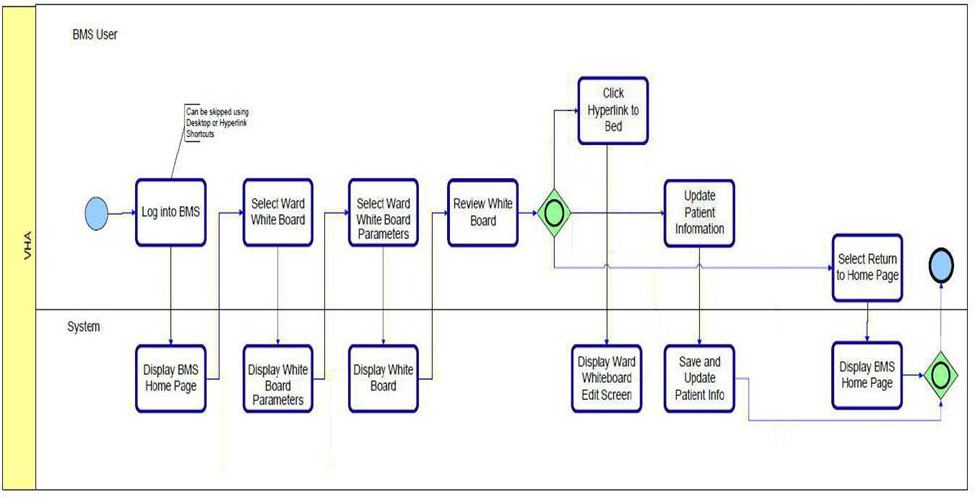 BMS User
Can be skipped using
Desktop or Hyperlink
Shortcuts
Click
Hyperlink to
Bed
Log into BMS
Select Ward
White Board
Select Ward
White Board
Parameters
Review White
Board
Update
Patient
Information
Select Return
to Home Page
VHA
System
Display BMS
Home Page
Display White
Board
Parameters
Display White
Board
Display Ward
Whiteboard
Edit Screen
Save and
Update
Patient Info
Display BMS
Home Page